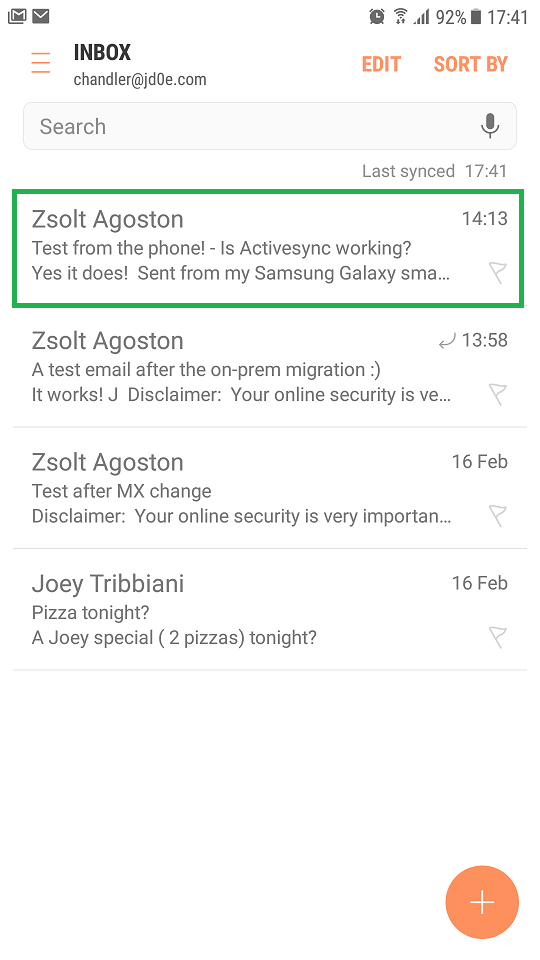 92% 17:41
INBOX
chandler@jd0e.com
EDIT SORT BY
Search
Last synced 17:41
Zsolt Agoston 14:13
Test from the phone! - Is Activesync working?
Yes it does! Sent from my Samsung Galaxy sma...
Zsolt Agoston 13:58
A test email after the on-prem migration :)
It works! J Disclaimer: Your online security is ve...
Zsolt Agoston 16 Feb
Test after MX change
Disclaimer: Your online security is very importan...
Joey Tribbiani 16 Feb
Pizza tonight?
A Joey special ( 2 pizzas) tonight?